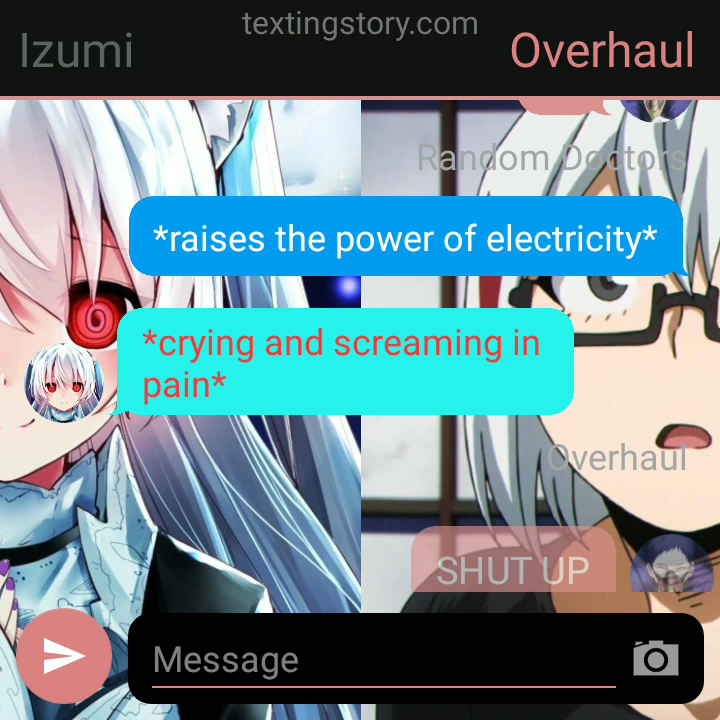 textingstory.com
Izumi
Overhaul
Random Doctors
*raises the power of electricity*
*crying and screaming in
pain*
Overhaul
SHUT UP
Message